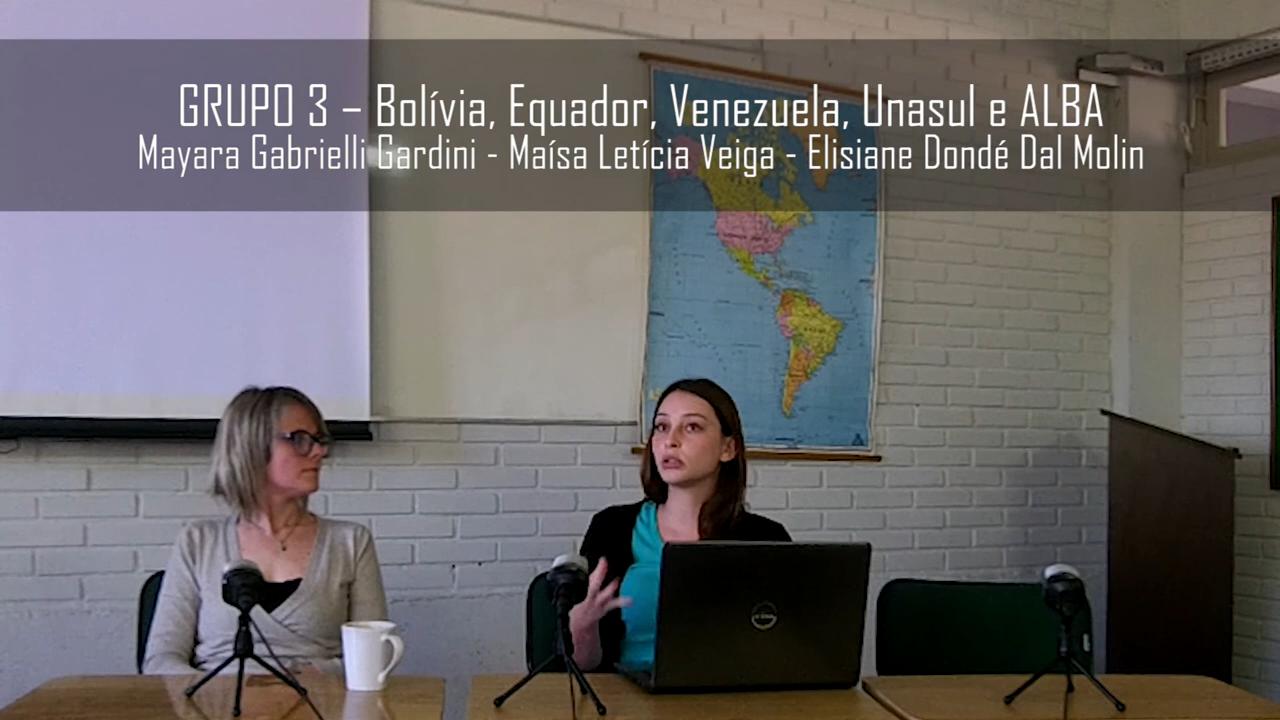 GRUPO 3 – Bolívia, Equador, Venezuela, Unasul e ALBA
Mayara Gabrielli Gardini - Maísa Letícia Veiga - Elisiane Dondé Dal Molin